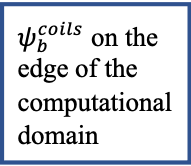 ψ_b^{coils} on the
edge of the
computational
domain